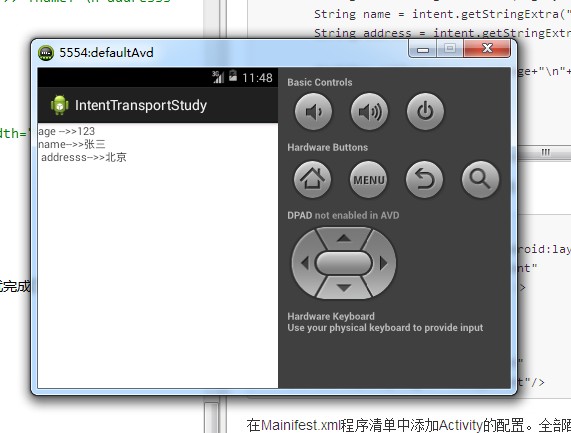 String name = intent.getStringExtra("
String address = intent.getStringExtra
5554:defaultAvd
age+"\n"+
3G 11:48
IntentTransportStudy
age -->>123
name-->>张三
addresss-->>北京
Basic Controls
Hardware Buttons
MENU
DPAD not enabled in AVD
Hardware Keyboard
Use your physical keyboard to provide input
dth="
roid:lay
nt"
>
完成
"
t"/>
在Mainifest.xml程序清单中添加Activity的配置。全部